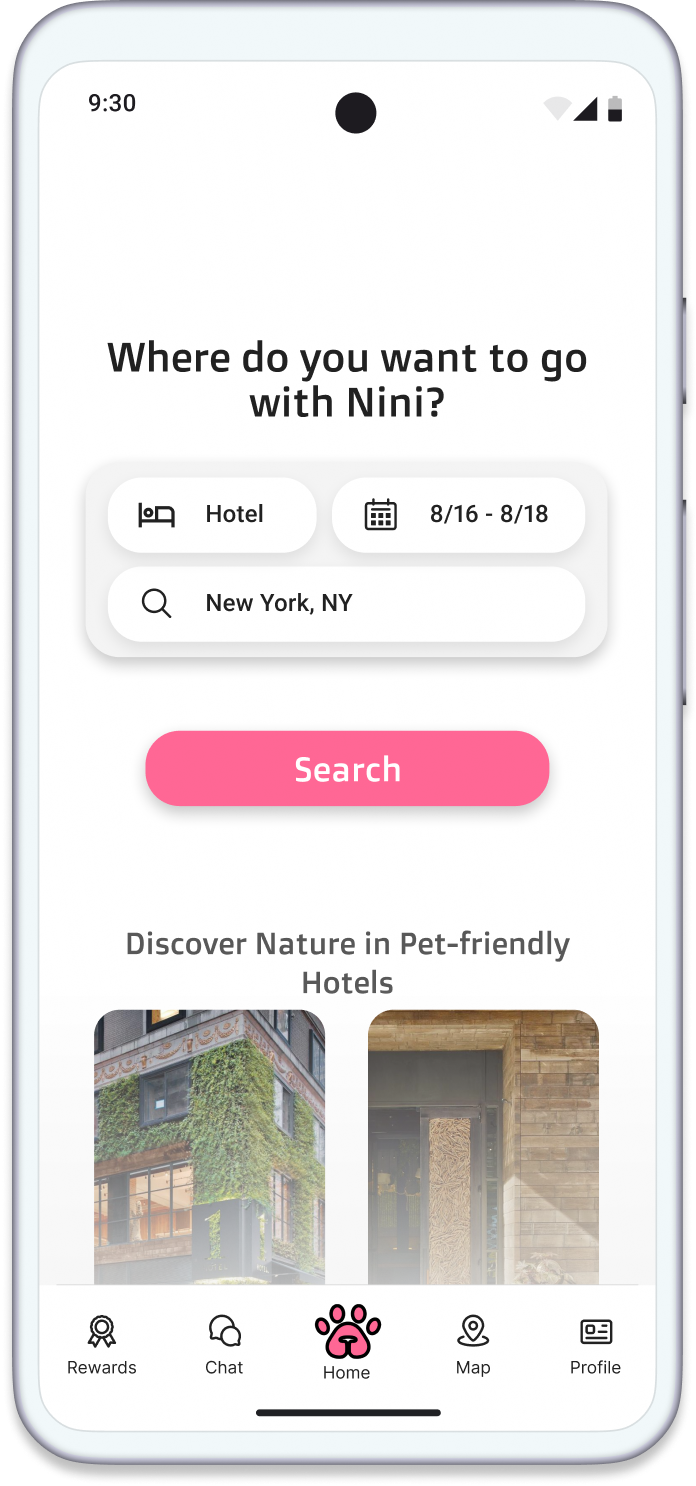 9:30
Where do you want to go
with Nini?
Hotel
8/16 - 8/18
New York, NY
Search
Discover Nature in Pet-friendly
Hotels
Rewards
Chat
Home
Map
Profile